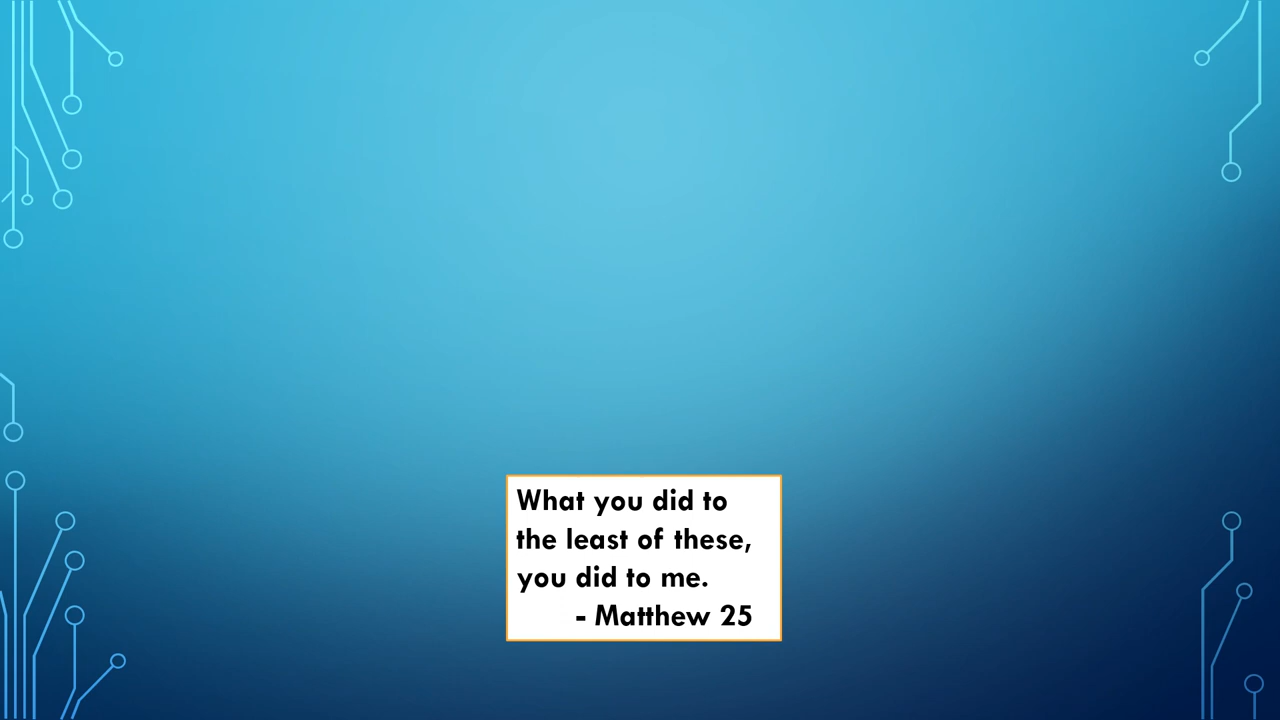 What you did to
the least of these,
you did to me.
- Matthew 25